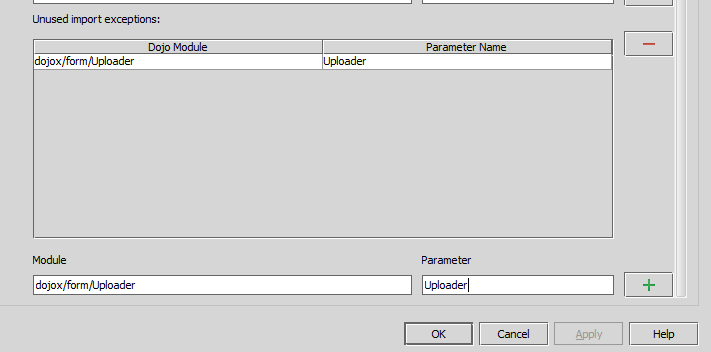 Unused import exceptions:
Dojo Module Parameter Name
dojox/form/Uploader Uploader
Module Parameter
dojox/form/Uploader Uploader
OK Cancel Apply Help